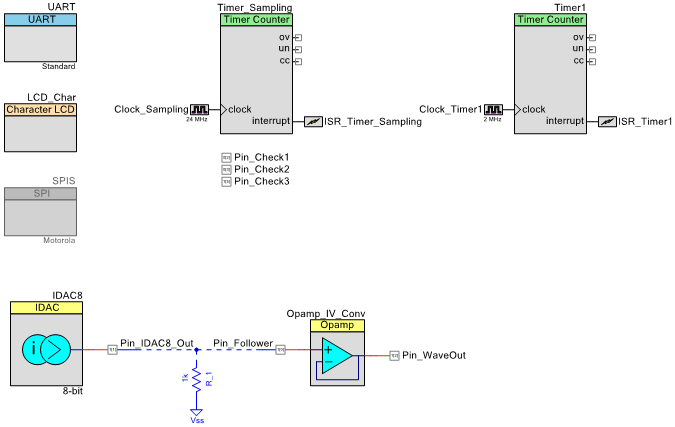 UART
UART
Standard
LCD_Char
Character LCD
SPIS
SPI
Motorola
Timer_Sampling
Timer Counter
ov
un
cc
Clock_Sampling
24 MHz
clock
interrupt
ISR_Timer_Sampling
Timer1
Timer Counter
ov
un
cc
Clock_Timer1
2 MHz
clock
interrupt
ISR_Timer1
Pin_Check1
Pin_Check2
Pin_Check3
IDAC8
IDAC
i
8-bit
Pin_IDAC8_Out
Pin_Follower
1k
R_1
Vss
Opamp_IV_Conv
Opamp
+
−
Pin_WaveOut